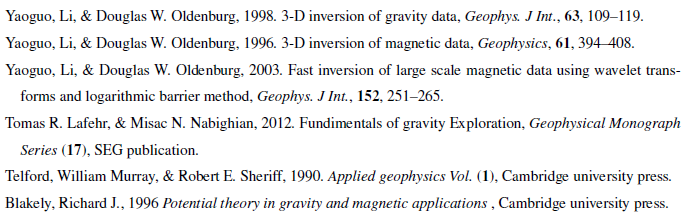 Yaoguo, Li, & Douglas W. Oldenburg, 1998. 3-D inversion of gravity data, Geophys. J Int., 63, 109–119.
Yaoguo, Li, & Douglas W. Oldenburg, 1996. 3-D inversion of magnetic data, Geophysics, 61, 394–408.
Yaoguo, Li, & Douglas W. Oldenburg, 2003. Fast inversion of large scale magnetic data using wavelet trans-
forms and logarithmic barrier method, Geophys. J Int., 152, 251–265.
Tomas R. Lafehr, & Misac N. Nabighian, 2012. Fundimentals of gravity Exploration, Geophysical Monograph
Series (17), SEG publication.
Telford, William Murray, & Robert E. Sheriff, 1990. Applied geophysics Vol. (1), Cambridge university press.
Blakely, Richard J., 1996 Potential theory in gravity and magnetic applications , Cambridge university press.